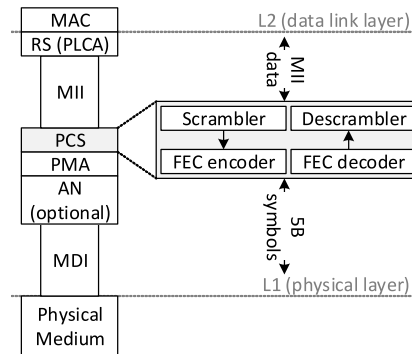 MAC
L2 (data link layer)
RS (PLCA)
MII
MII
data
Scrambler
Descrambler
PCS
FEC encoder
FEC decoder
PMA
AN
(optional)
5B
symbols
MDI
L1 (physical layer)
Physical
Medium